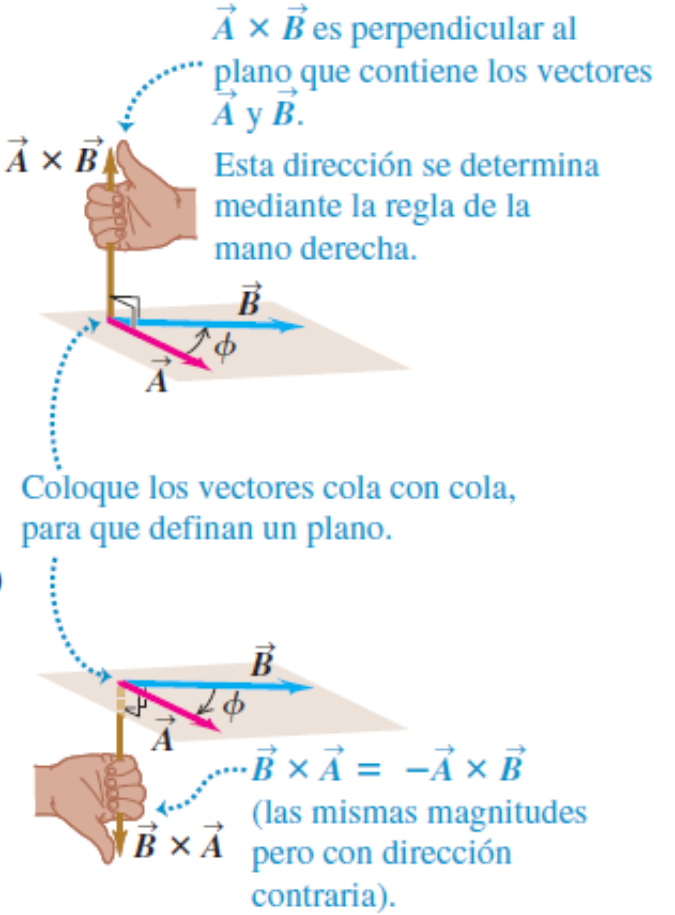 A⃗ × B⃗ es perpendicular al
plano que contiene los vectores
A⃗ y B⃗.
A⃗ × B⃗
Esta dirección se determina
mediante la regla de la
mano derecha.
B⃗
ϕ
A⃗
Coloque los vectores cola con cola,
para que definan un plano.
)
B⃗
ϕ
A⃗
B⃗ × A⃗ = −A⃗ × B⃗
(las mismas magnitudes
pero con dirección
contraria).
B⃗ × A⃗